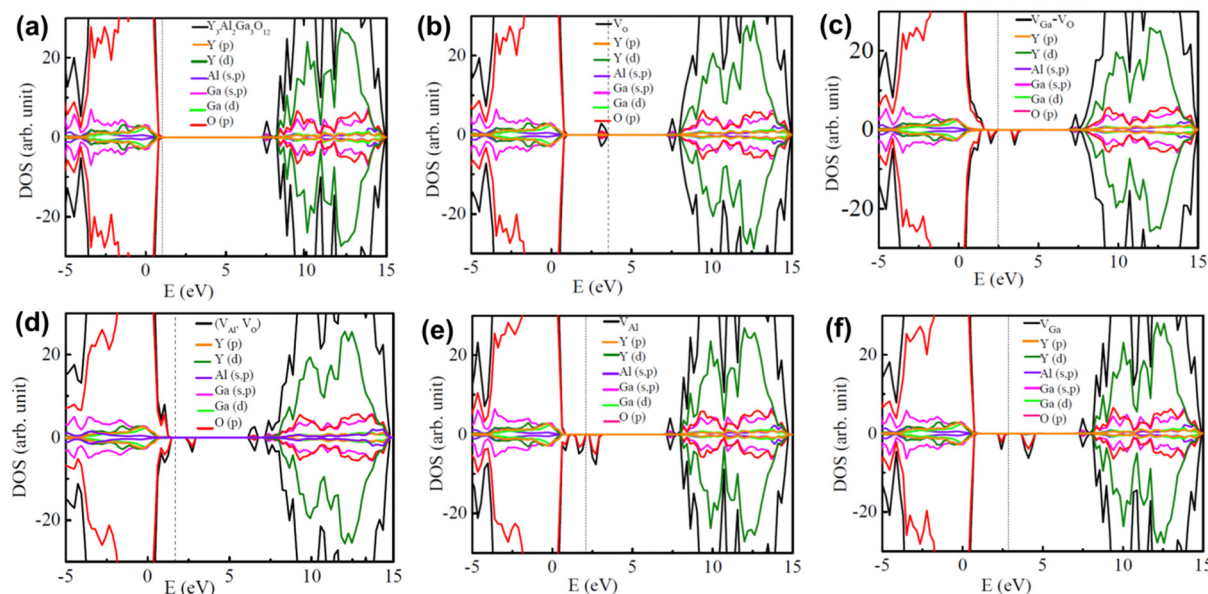 (a)
Y3Al2Ga3O12
Y (p)
Y (d)
Al (s,p)
Ga (s,p)
Ga (d)
O (p)
DOS (arb. unit)
20
0
-20
-5 0 5 10 15
E (eV)
(b)
VO
Y (p)
Y (d)
Al (s,p)
Ga (s,p)
Ga (d)
O (p)
DOS (arb. unit)
20
0
-20
-5 0 5 10 15
E (eV)
(c)
VGa-VO
Y (p)
Y (d)
Al (s,p)
Ga (s,p)
Ga (d)
O (p)
DOS (arb. unit)
20
0
-20
-5 0 5 10 15
E (eV)
(d)
(VAl, VO)
Y (p)
Y (d)
Al (s,p)
Ga (s,p)
Ga (d)
O (p)
DOS (arb. unit)
20
0
-20
-5 0 5 10 15
E (eV)
(e)
VAl
Y (p)
Y (d)
Al (s,p)
Ga (s,p)
Ga (d)
O (p)
DOS (arb. unit)
20
0
-20
-5 0 5 10 15
E (eV)
(f)
VGa
Y (p)
Y (d)
Al (s,p)
Ga (s,p)
Ga (d)
O (p)
DOS (arb. unit)
20
0
-20
-5 0 5 10 15
E (eV)